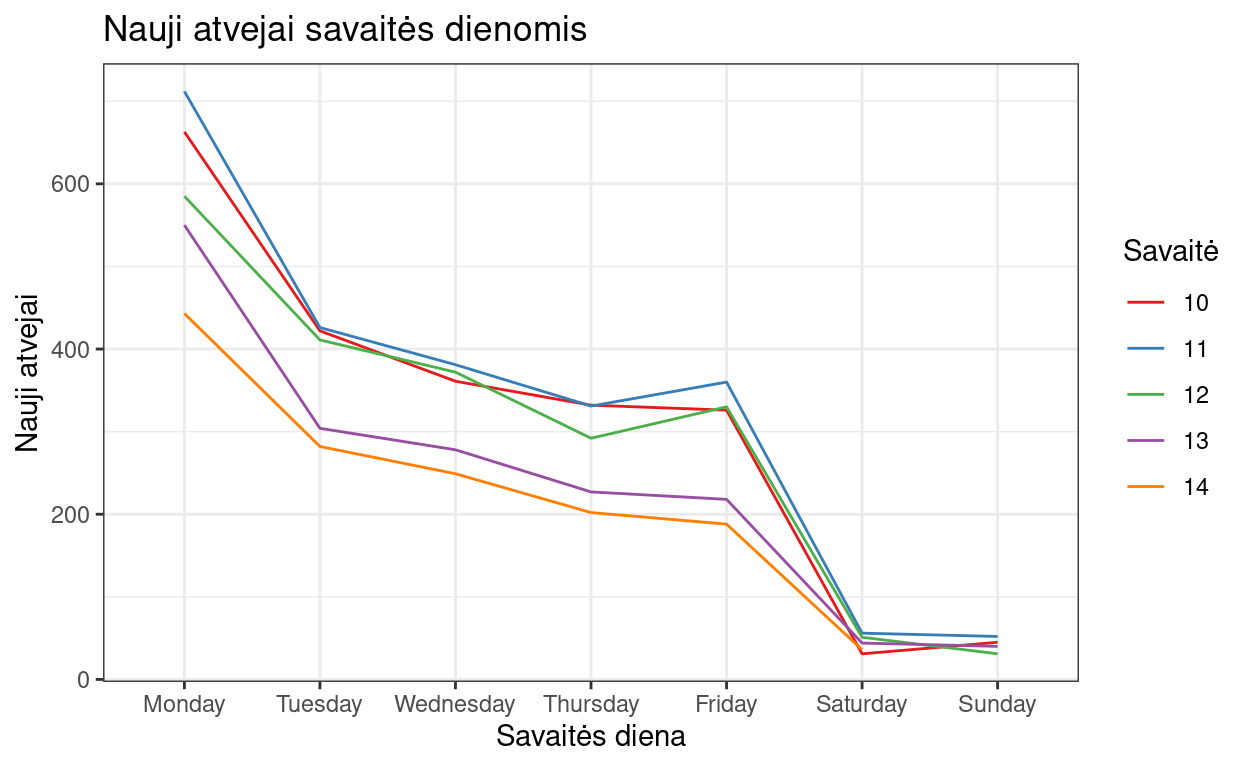 Nauji atvejai savaitės dienomis
Nauji atvejai
600
400
200
0
Monday Tuesday Wednesday Thursday Friday Saturday Sunday
Savaitės diena
Savaitė
10
11
12
13
14